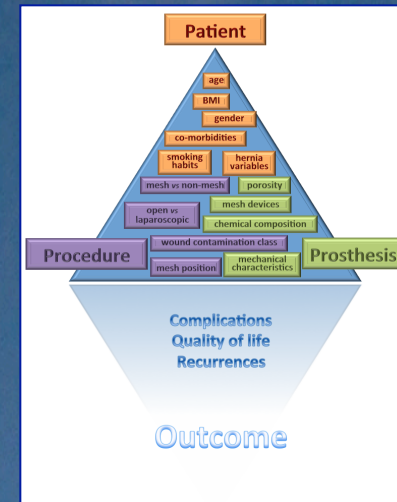 Patient
age
BMI
gender
co-morbidities
smoking
habits
hernia
variables
mesh vs non-mesh
porosity
mesh devices
open vs
laparoscopic
chemical composition
wound contamination class
Procedure
Prosthesis
mesh position
mechanical
characteristics
Complications
Quality of life
Recurrences
Outcome